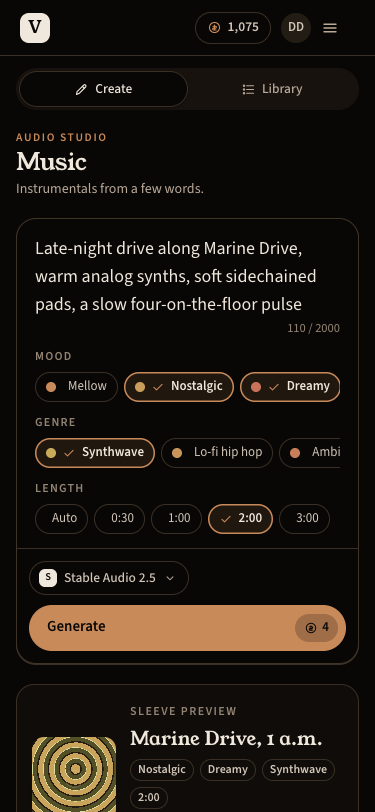 V
1,075
DD
Create
Library
AUDIO STUDIO
Music
Instrumentals from a few words.
Late-night drive along Marine Drive,
warm analog synths, soft sidechained
pads, a slow four-on-the-floor pulse
110 / 2000
MOOD
Mellow
Nostalgic
Dreamy
GENRE
Synthwave
Lo-fi hip hop
Ambi
LENGTH
Auto
0:30
1:00
2:00
3:00
S
Stable Audio 2.5
Generate
4
SLEEVE PREVIEW
Marine Drive, 1 a.m.
Nostalgic
Dreamy
Synthwave
2:00